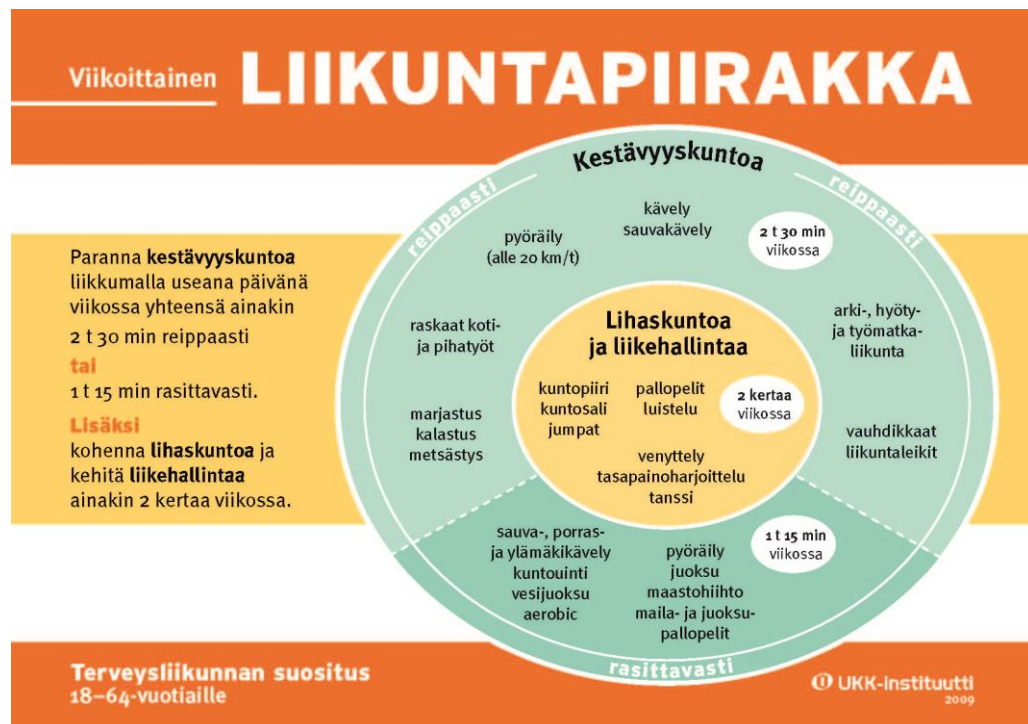 Viikoittainen LIIKUNTAPIIRAKKA
Paranna kestävyyskuntoa
liikkumalla useana päivänä
viikossa yhteensä ainakin
2 t 30 min reippaasti
tai
1 t 15 min rasittavasti.
Lisäksi
kohenna lihaskuntoa ja
kehitä liikehallintaa
ainakin 2 kertaa viikossa.
Kestävyyskuntoa
reippaasti
reippaasti
kävely
sauvakävely
2 t 30 min
viikossa
pyöräily
(alle 20 km/t)
raskaat koti-
ja pihatyöt
arki-, hyöty-
ja työmatka-
liikunta
marjastus
kalastus
metsästys
vauhdikkaat
liikuntaleikit
Lihaskuntoa
ja liikehallintaa
kuntopiiri
kuntosali
jumpat
pallopelit
luistelu
2 kertaa
viikossa
venyttely
tasapainoharjoittelu
tanssi
sauva-, porras-
ja ylämäkikävely
kuntouinti
vesijuoksu
aerobic
pyöräily
juoksu
maastohiihto
maila- ja juoksu-
pallopelit
1 t 15 min
viikossa
rasittavasti
Terveysliikunnan suositus
18–64-vuotiaille
UKK-instituutti
2009